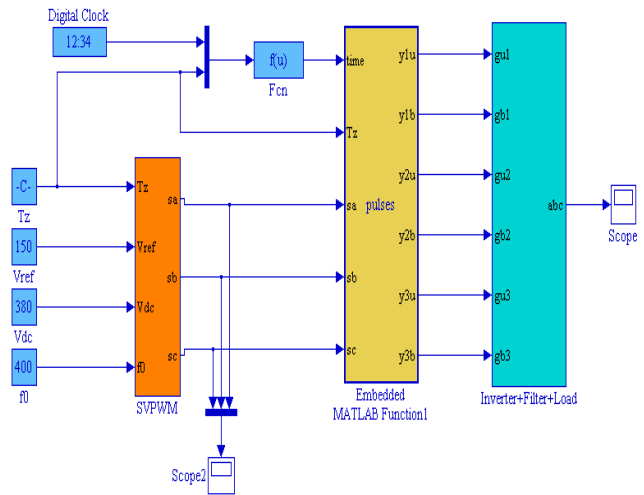 Digital Clock
12:34
f(u)
Fcn
time
Tz
sa
sb
sc
pulses
y1u
y1b
y2u
y2b
y3u
y3b
Embedded
MATLAB Function1
gu1
gb1
gu2
gb2
gu3
gb3
abc
Inverter+Filter+Load
Scope
-C-
Tz
150
Vref
380
Vdc
400
f0
Tz
Vref
Vdc
f0
sa
sb
sc
SVPWM
Scope2